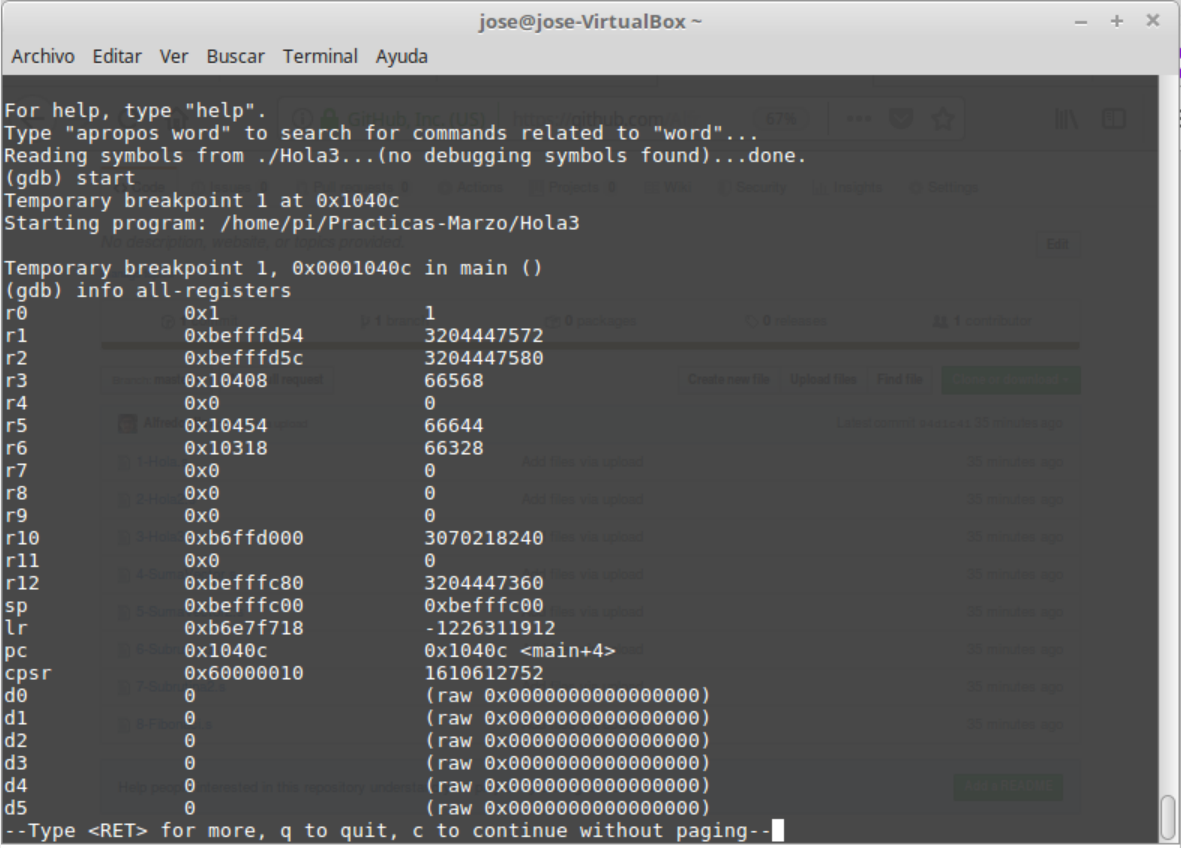 jose@jose-VirtualBox ~
Archivo Editar Ver Buscar Terminal Ayuda
For help, type "help".
Type "apropos word" to search for commands related to "word"...
Reading symbols from ./Hola3...(no debugging symbols found)...done.
(gdb) start
Temporary breakpoint 1 at 0x1040c
Starting program: /home/pi/Practicas-Marzo/Hola3
Temporary breakpoint 1, 0x0001040c in main ()
(gdb) info all-registers
r0 0x1 1
r1 0xbefffd54 3204447572
r2 0xbefffd5c 3204447580
r3 0x10408 66568
r4 0x0 0
r5 0x10454 66644
r6 0x10318 66328
r7 0x0 0
r8 0x0 0
r9 0x0 0
r10 0xb6ffd000 3070218240
r11 0x0 0
r12 0xbefffc80 3204447360
sp 0xbefffc00 0xbefffc00
lr 0xb6e7f718 -1226311912
pc 0x1040c 0x1040c <main+4>
cpsr 0x60000010 1610612752
d0 0 (raw 0x0000000000000000)
d1 0 (raw 0x0000000000000000)
d2 0 (raw 0x0000000000000000)
d3 0 (raw 0x0000000000000000)
d4 0 (raw 0x0000000000000000)
d5 0 (raw 0x0000000000000000)
--Type <RET> for more, q to quit, c to continue without paging--